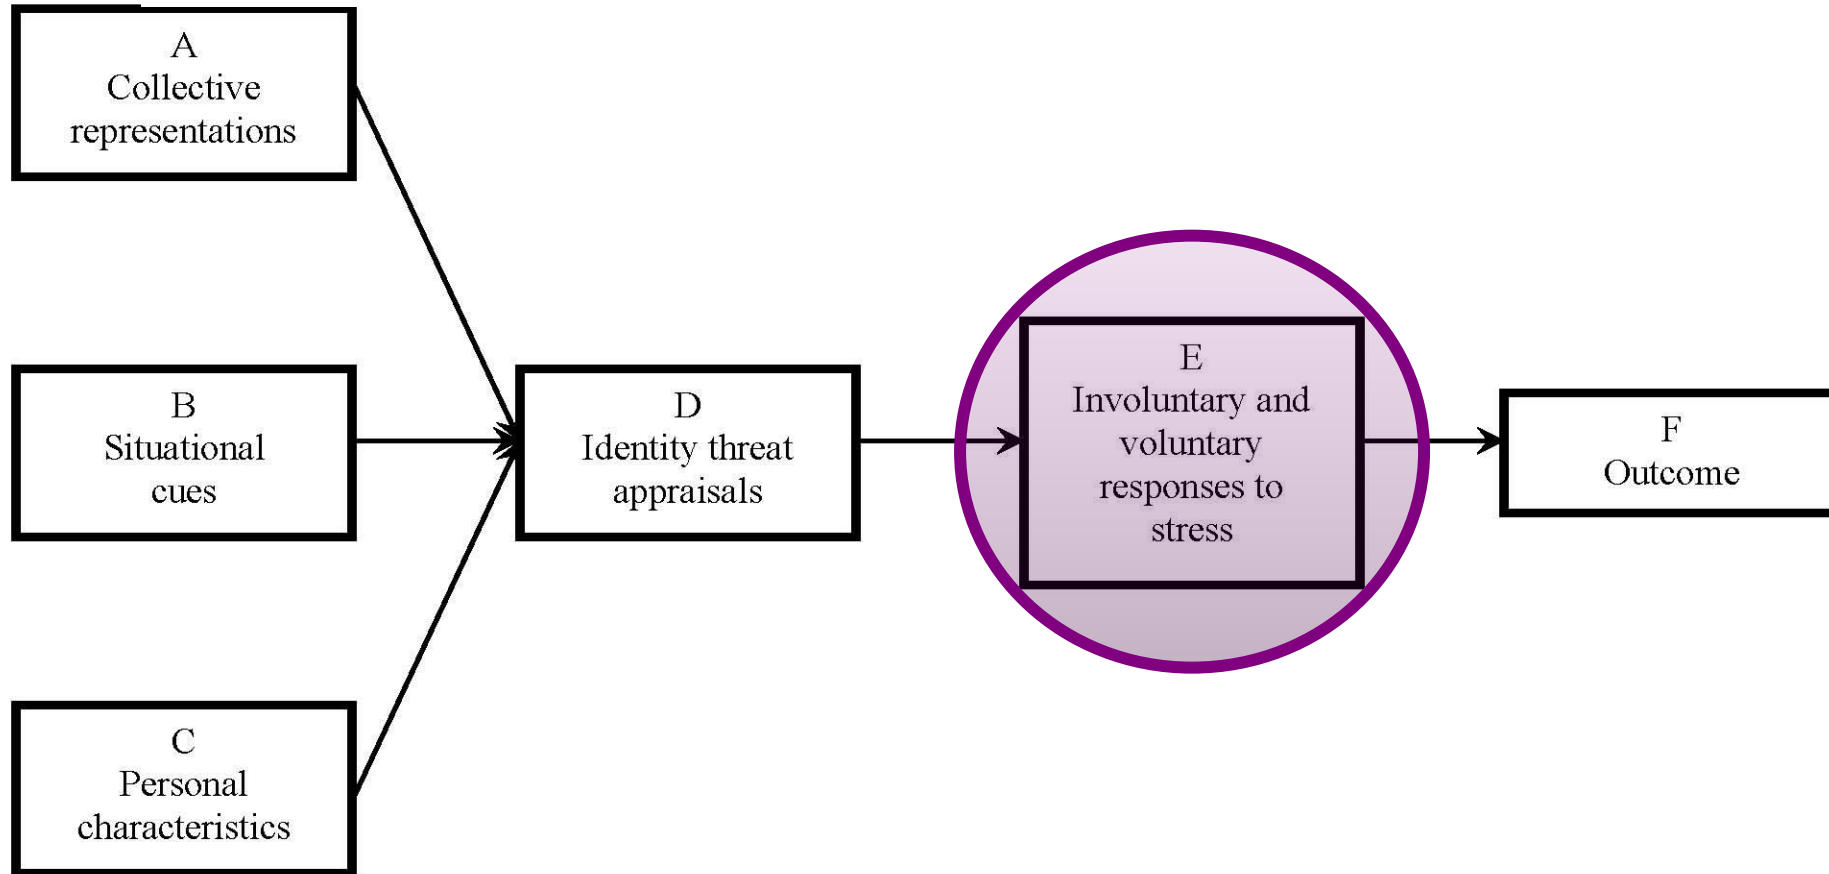 A
Collective
representations
B
Situational
cues
C
Personal
characteristics
D
Identity threat
appraisals
E
Involuntary and
voluntary
responses to
stress
F
Outcome